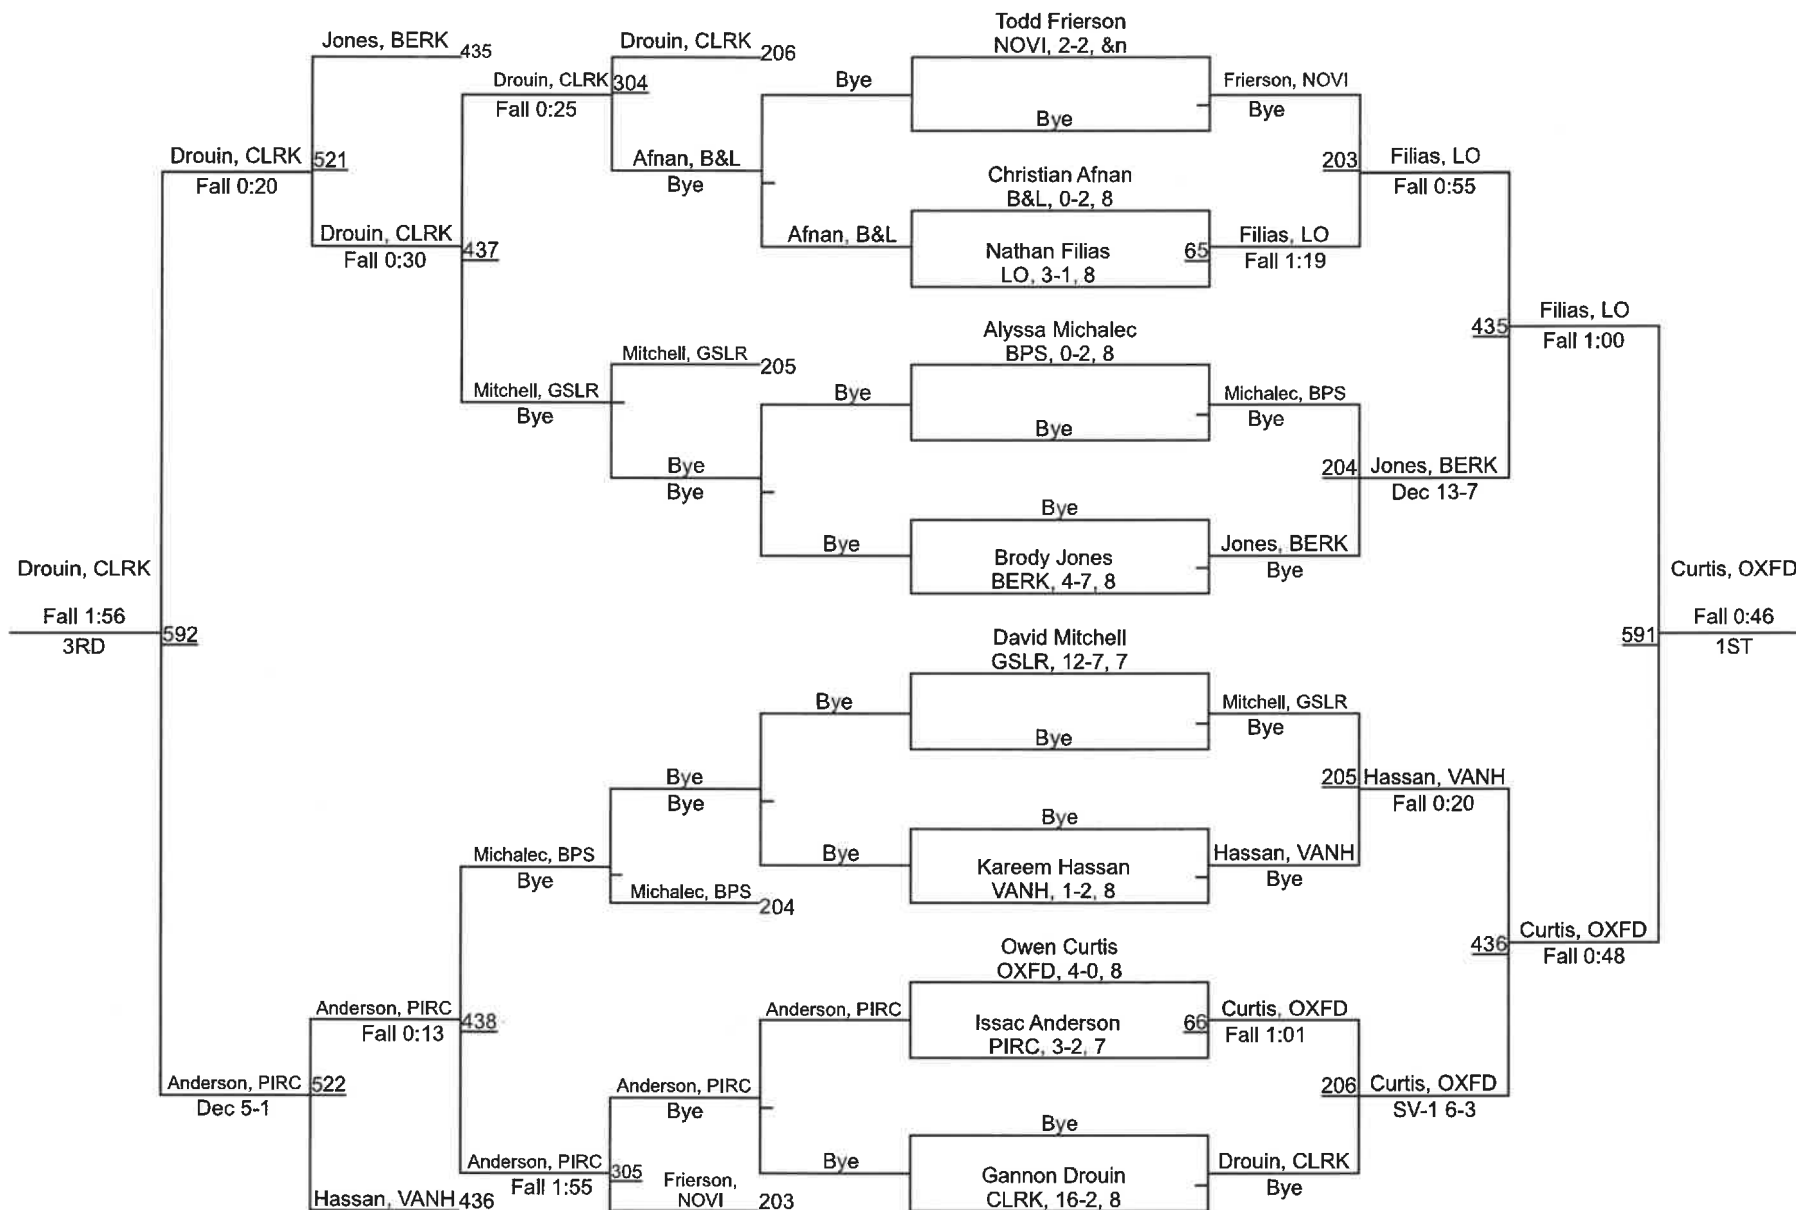 Todd Frierson
NOVI, 2-2, &n
Jones, BERK 435
Drouin, CLRK 206
Drouin, CLRK 304
Fall 0:25
Bye
Bye
Frierson, NOVI
Bye
Drouin, CLRK 521
Fall 0:20
Afnan, B&L
Bye
Christian Afnan
B&L, 0-2, 8
203 Filias, LO
Fall 0:55
Drouin, CLRK
Fall 0:30
437
Afnan, B&L
Nathan Filias
LO, 3-1, 8
65 Filias, LO
Fall 1:19
Filias, LO
435
Fall 1:00
Alyssa Michalec
BPS, 0-2, 8
Mitchell, GSLR 205
Mitchell, GSLR
Bye
Bye
Bye
Michalec, BPS
Bye
Bye
Bye
204 Jones, BERK
Dec 13-7
Bye
Bye
Brody Jones
BERK, 4-7, 8
Jones, BERK
Bye
Drouin, CLRK
Fall 1:56
3RD
592
Curtis, OXFD
Fall 0:46
591
1ST
David Mitchell
GSLR, 12-7, 7
Bye
Bye
Mitchell, GSLR
Bye
Bye
Bye
205 Hassan, VANH
Fall 0:20
Bye
Michalec, BPS
Bye
Bye
Kareem Hassan
VANH, 1-2, 8
Hassan, VANH
Bye
Michalec, BPS 204
Owen Curtis
OXFD, 4-0, 8
436 Curtis, OXFD
Fall 0:48
Anderson, PIRC
Fall 0:13
438
Anderson, PIRC
Issac Anderson
PIRC, 3-2, 7
66 Curtis, OXFD
Fall 1:01
Anderson, PIRC 522
Dec 5-1
Anderson, PIRC
Bye
206 Curtis, OXFD
SV-1 6-3
Bye
Anderson, PIRC 305
Fall 1:55
Bye
Gannon Drouin
CLRK, 16-2, 8
Drouin, CLRK
Bye
Hassan, VANH 436
Frierson,
NOVI 203